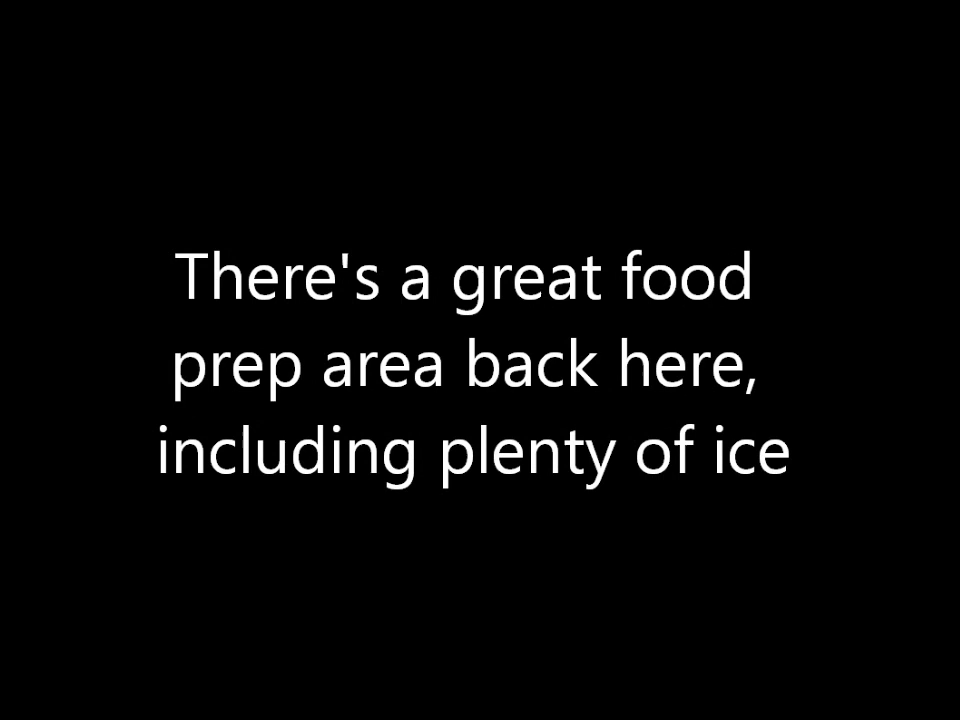 There's a great food
prep area back here,
including plenty of ice